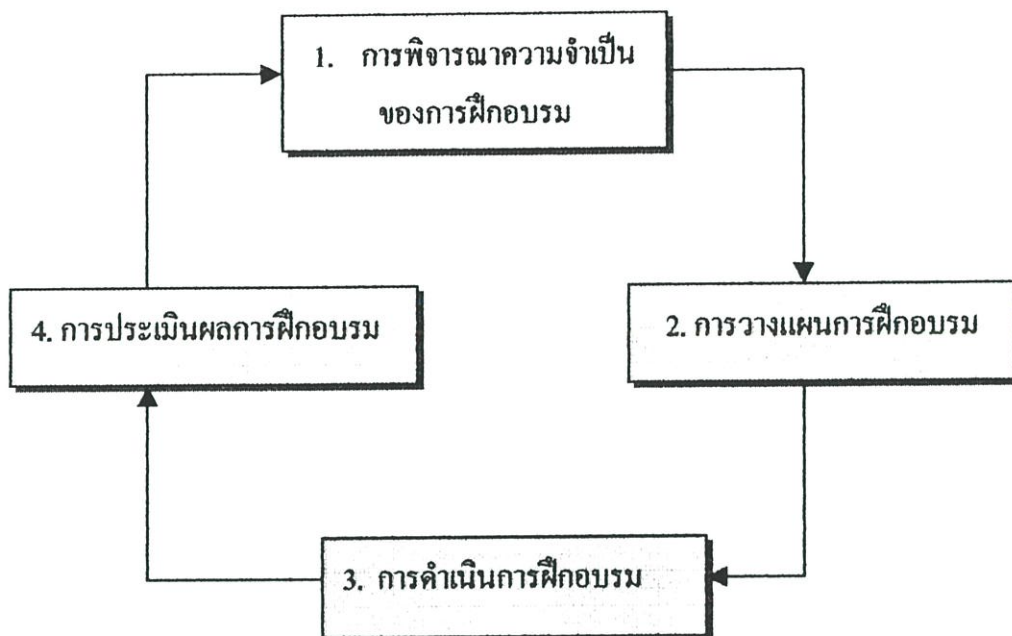 1. การพิจารณาความจำเป็น
ของการฝึกอบรม
2. การวางแผนการฝึกอบรม
3. การดำเนินการฝึกอบรม
4. การประเมินผลการฝึกอบรม